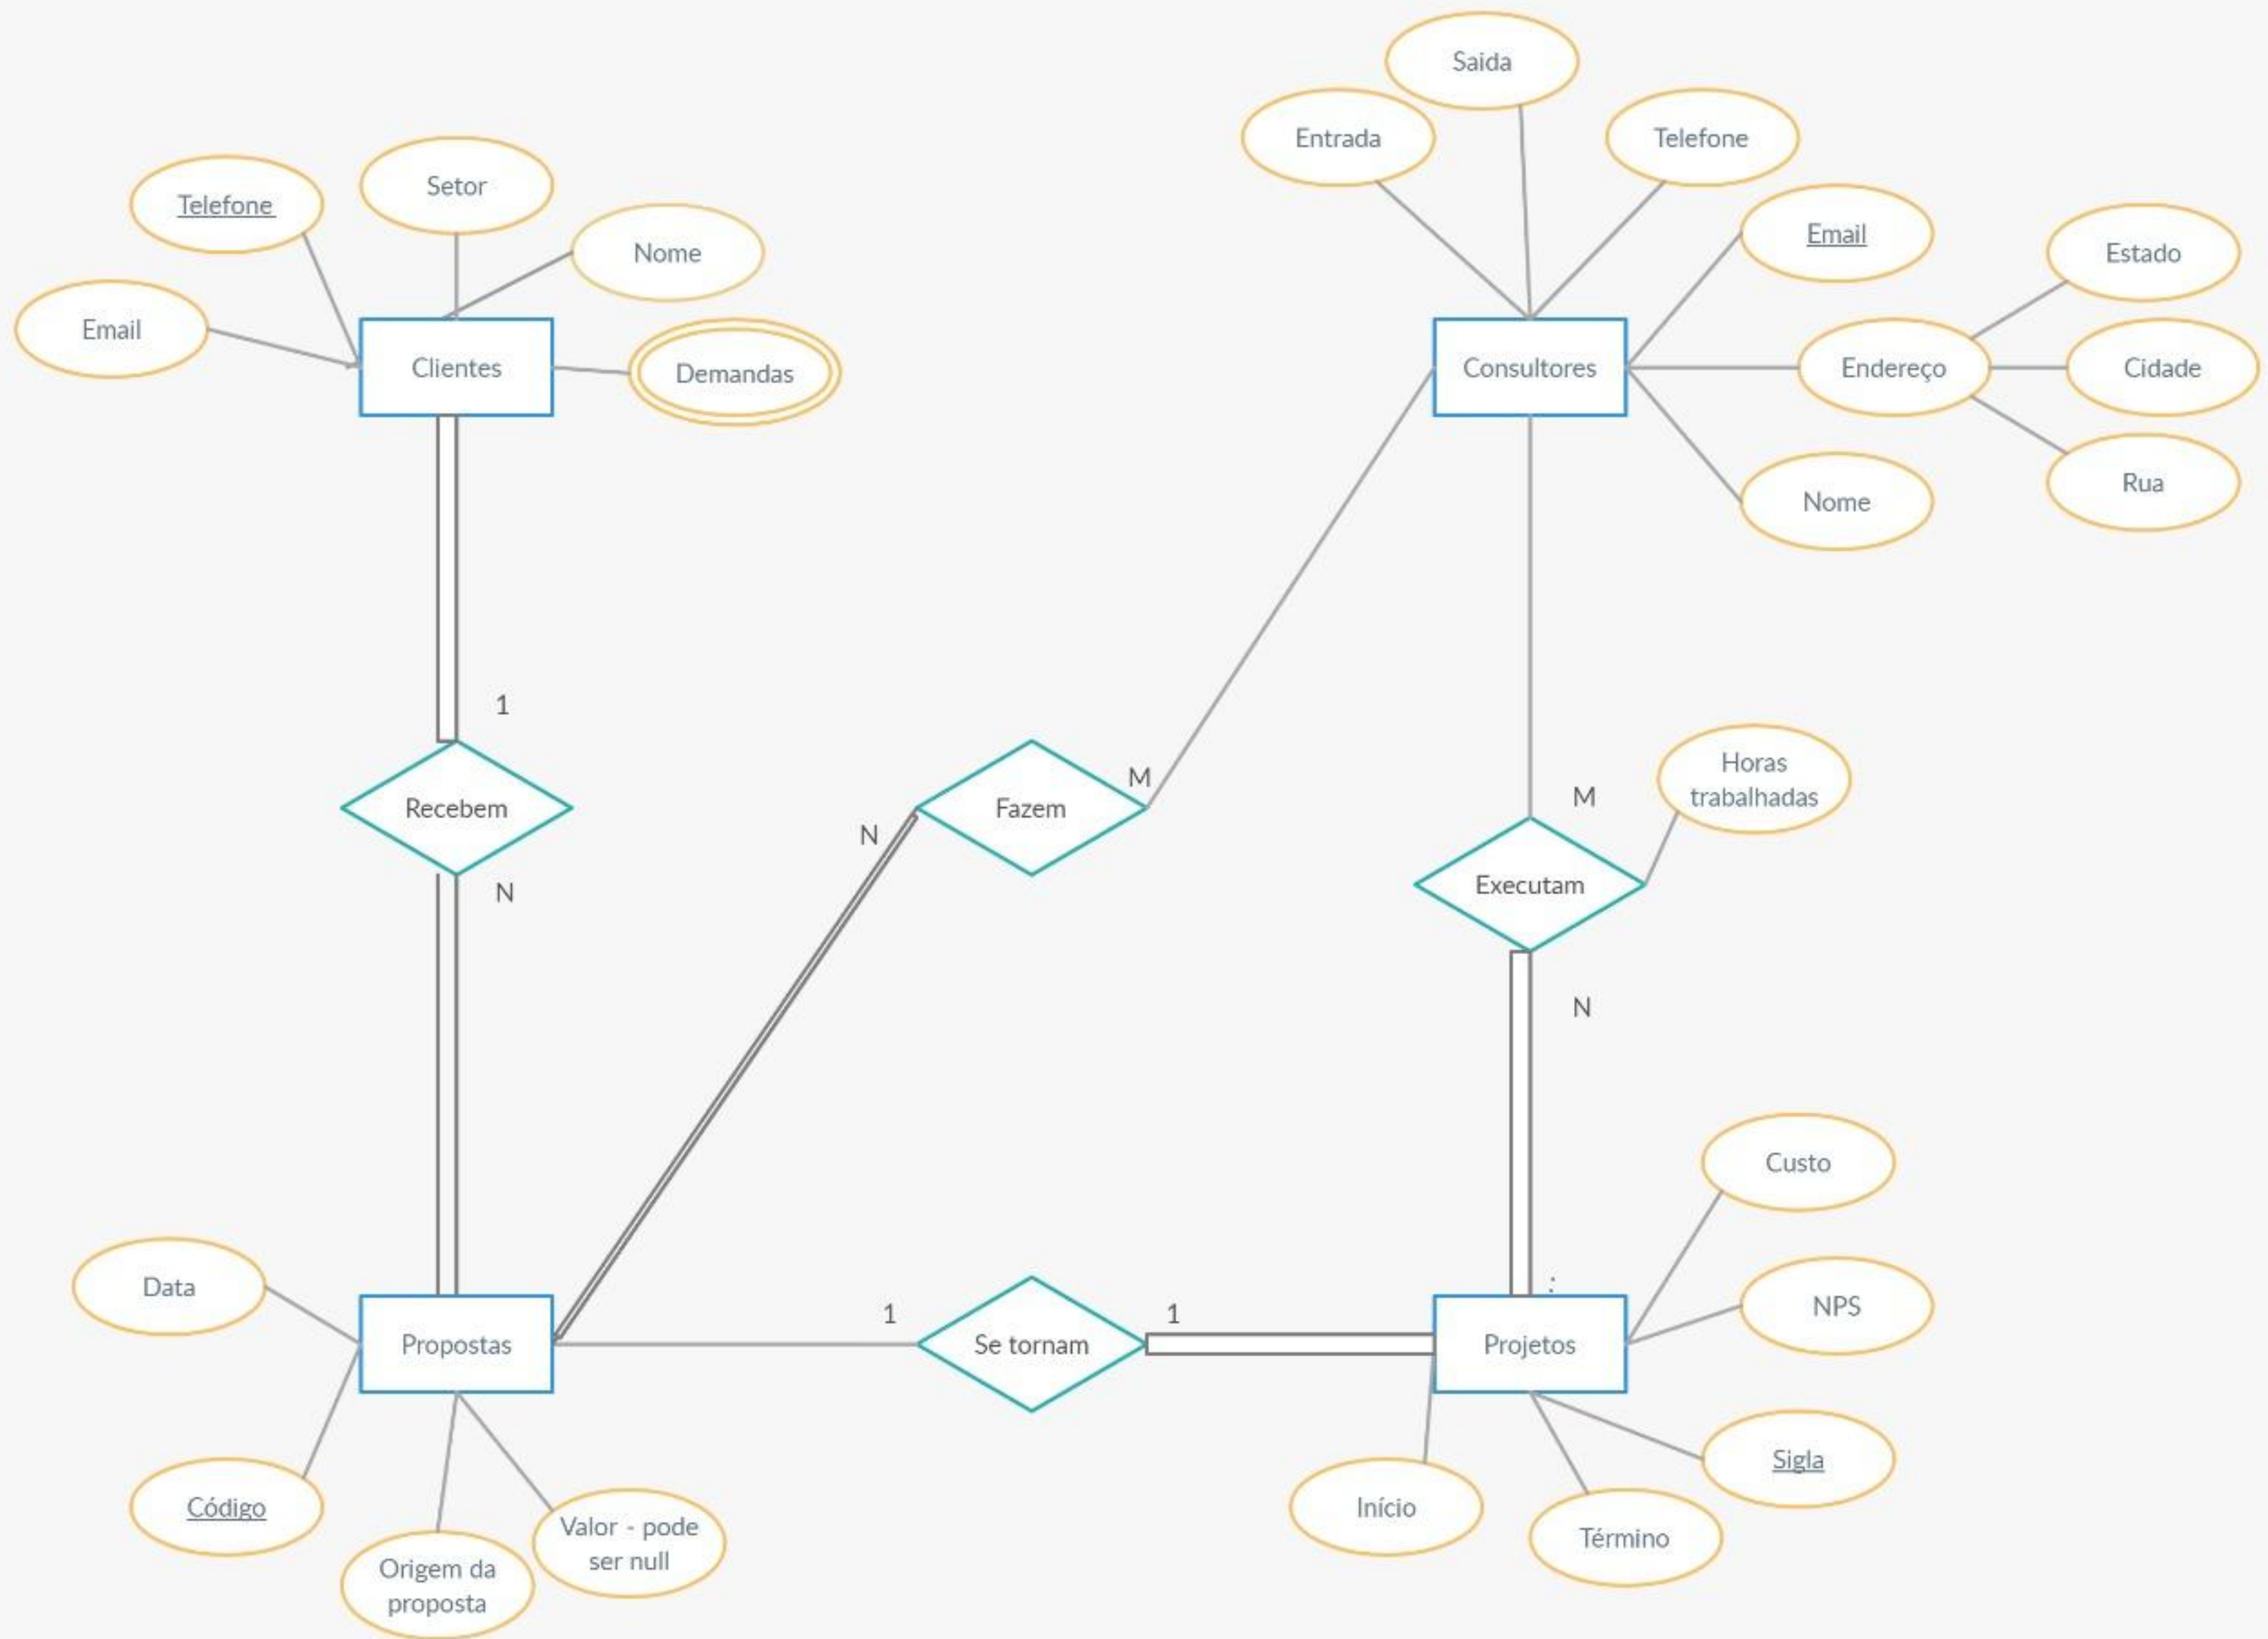 Saida
Entrada
Telefone
Setor
Telefone
Nome
Email
Estado
Email
Clientes
Demandas
Consultores
Endereço
Cidade
Rua
Nome
1
Recebem
N
Fazem
M
N
M
Horas
trabalhadas
Executam
N
Custo
Data
NPS
:
Propostas
1
Se tornam
1
Projetos
Sigla
Código
Início
Término
Valor - pode
ser null
Origem da
proposta